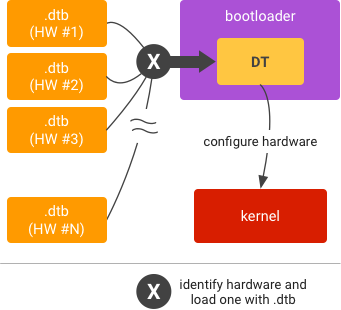 .dtb
(HW #1)
bootloader
.dtb
(HW #2)
X
DT
.dtb
(HW #3)
configure hardware
.dtb
(HW #N)
kernel
X
identify hardware and
load one with .dtb